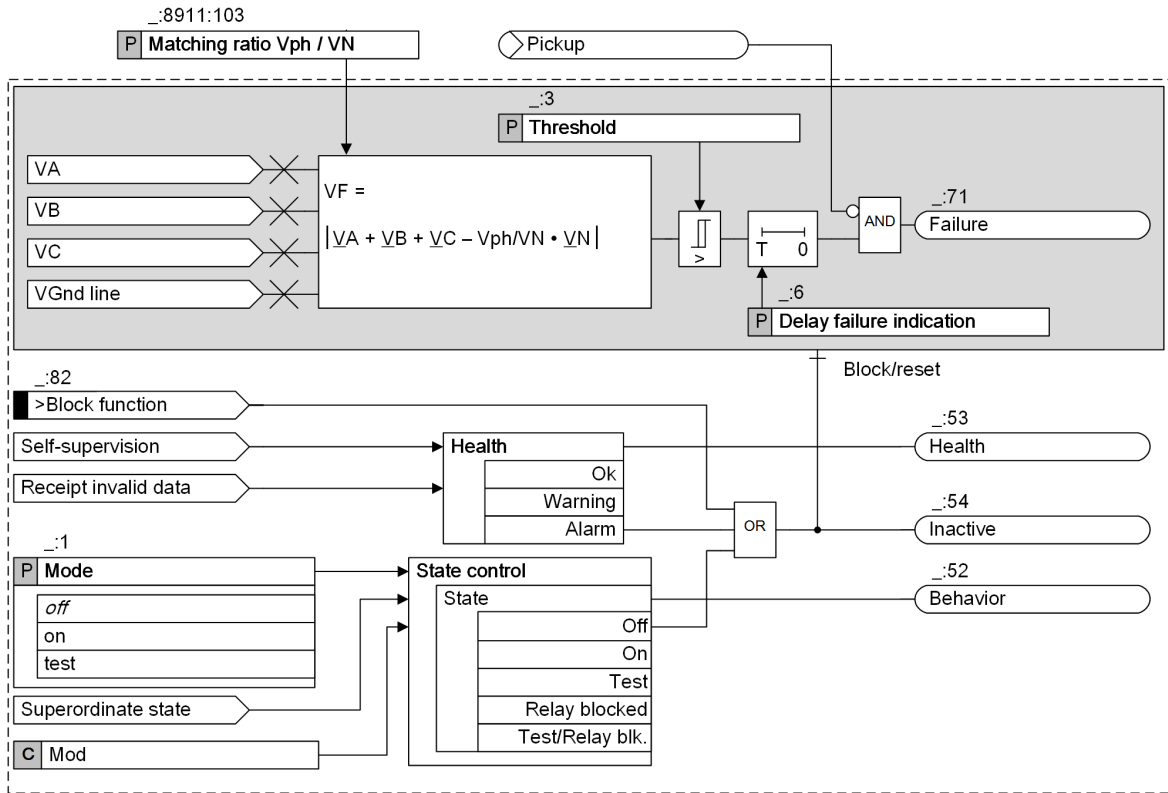 _:8911:103
P Matching ratio Vph / VN
Pickup
_:3
P Threshold
VA
VB
VC
VGnd line
VF =
|VA + VB + VC – Vph/VN • VN|
>
T 0
AND
_:71
Failure
_:6
P Delay failure indication
Block/reset
_:82
>Block function
Self-supervision
Receipt invalid data
Health
Ok
Warning
Alarm
OR
_:53
Health
_:54
Inactive
_:52
Behavior
_:1
P Mode
off
on
test
Superordinate state
C Mod
State control
State
Off
On
Test
Relay blocked
Test/Relay blk.